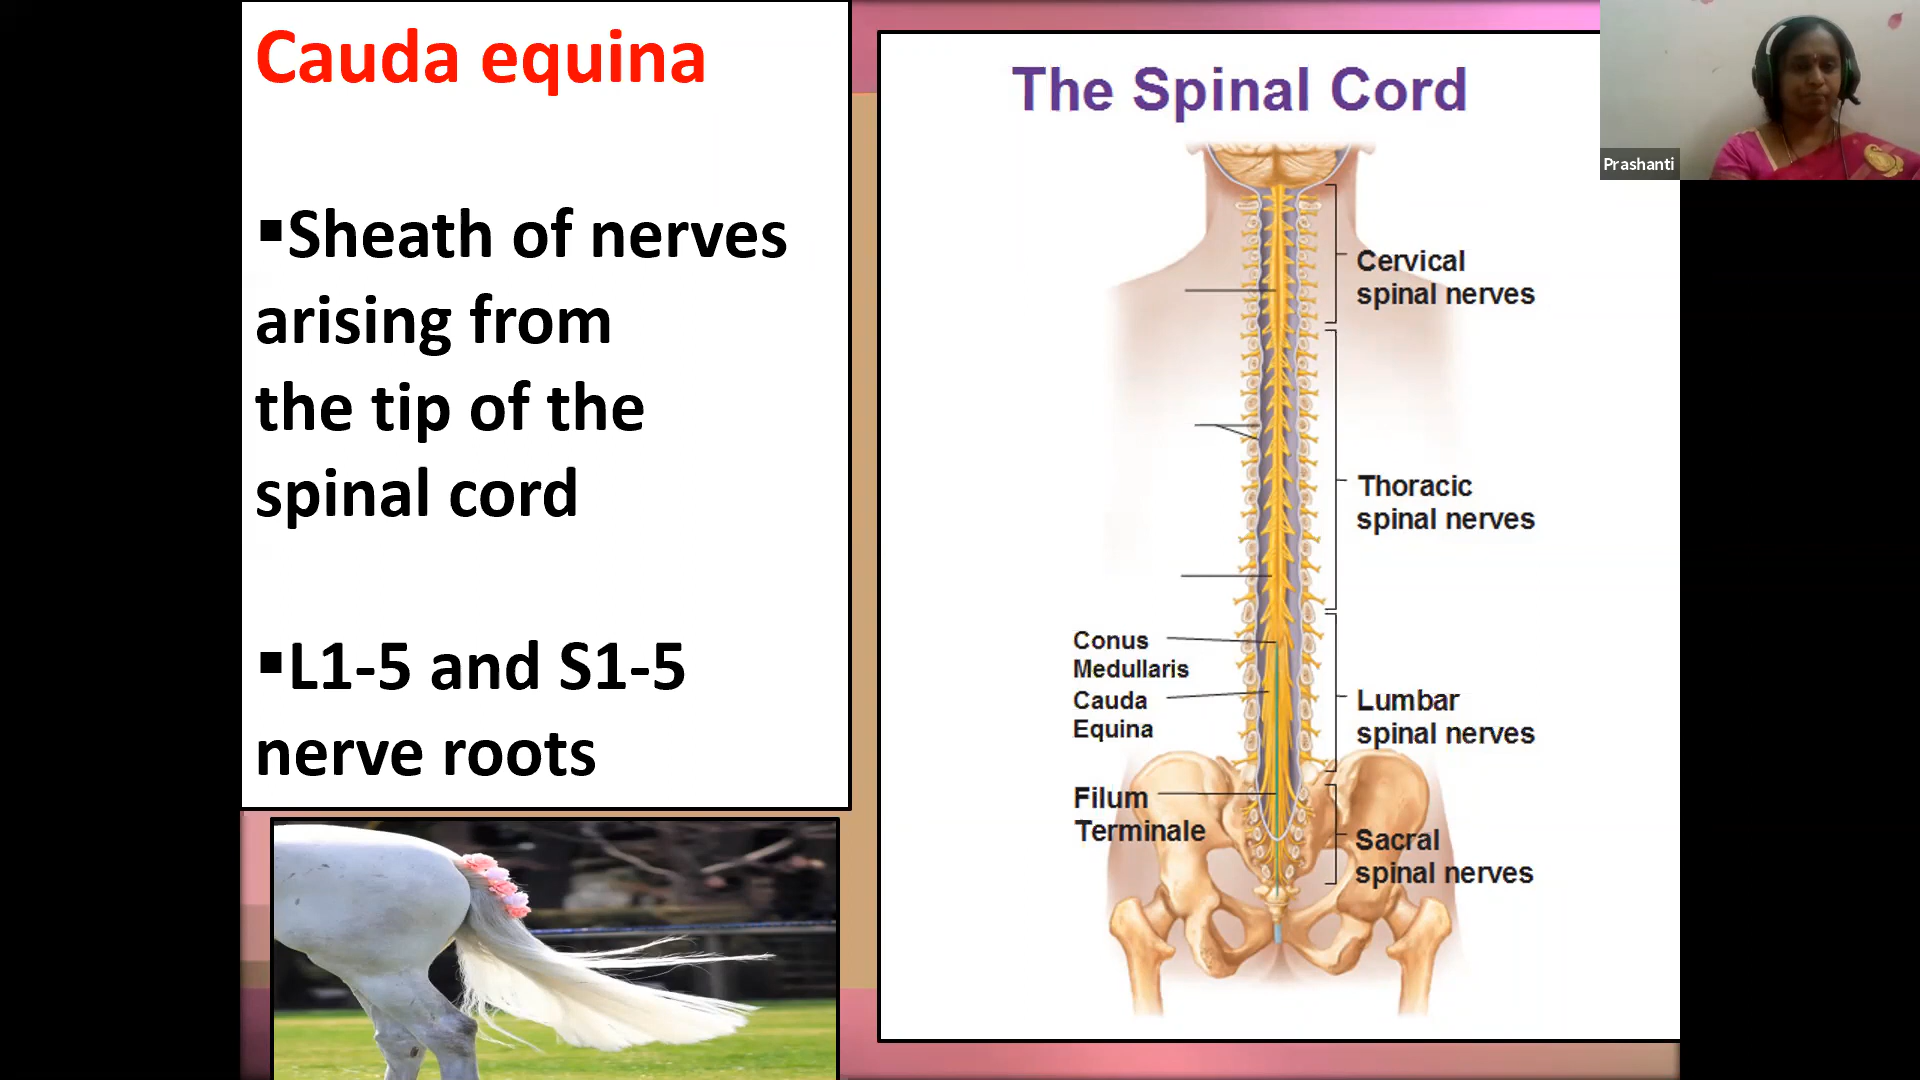 Cauda equina
▪Sheath of nerves
arising from
the tip of the
spinal cord
▪L1-5 and S1-5
nerve roots
The Spinal Cord
Cervical
spinal nerves
Thoracic
spinal nerves
Conus
Medullaris
Cauda
Equina
Lumbar
spinal nerves
Filum
Terminale
Sacral
spinal nerves
Prashanti